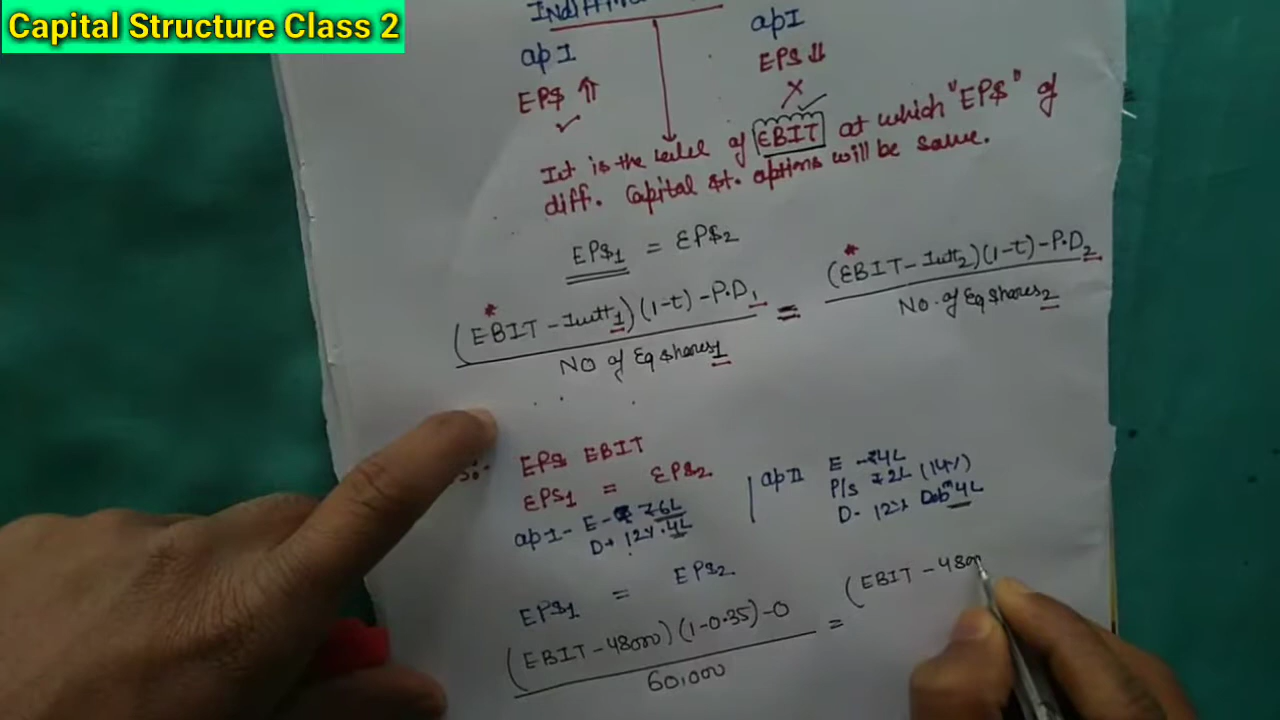 Capital Structure Class 2
op I
EPS ⇑
✓
op I
EPS ⇓
✗
Iet is the level of EBIT at which "EPS" of
diff. Capital st. options will be same.
EPS1 = EPS2
(EBIT - Intt1)(1-t) - P.D1 = (EBIT - Intt2)(1-t) - P.D2
No of Eq shares1
No. of Eq shares2
EPS EBIT
EPS1 = EPS2
op I - E - ₹6L
D → 12% 4L
op II E - ₹4L
P/S ₹2L (14%)
D - 12% Debn 4L
EPS1 = EPS2
(EBIT - 48000)(1-0.35) - 0 = (EBIT - 4800
60,000